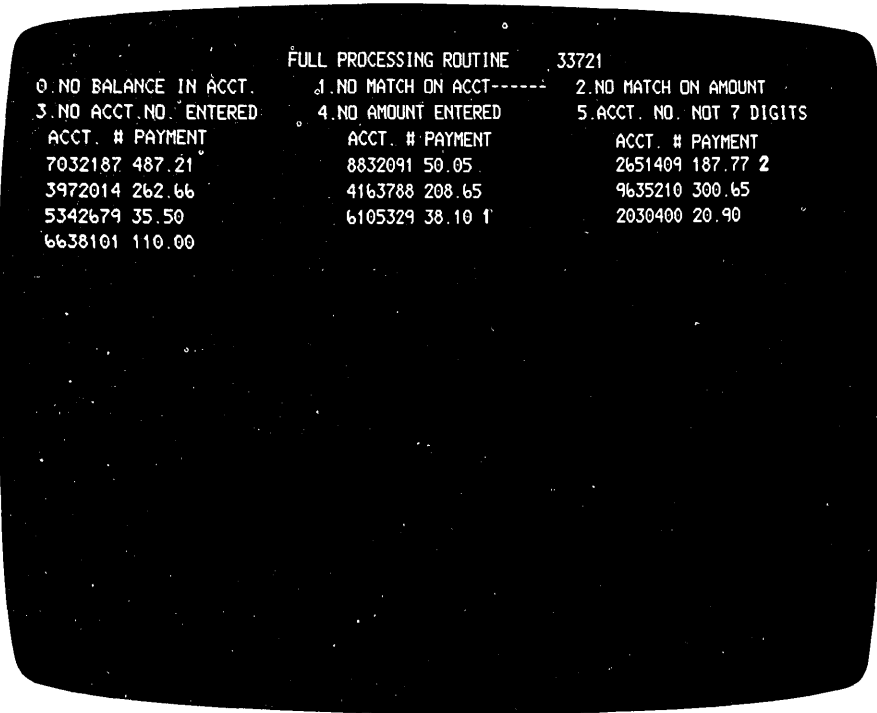 FULL PROCESSING ROUTINE 33721
0.NO BALANCE IN ACCT. 1.NO MATCH ON ACCT------ 2.NO MATCH ON AMOUNT
3.NO ACCT.NO. ENTERED 4.NO AMOUNT ENTERED 5.ACCT. NO. NOT 7 DIGITS
ACCT. # PAYMENT ACCT. # PAYMENT ACCT. # PAYMENT
7032187 487.21 8832091 50.05 2651409 187.77 2
3972014 262.66 4163788 208.65 9635210 300.65
5342679 35.50 6105329 38.10 1 2030400 20.90
6638101 110.00